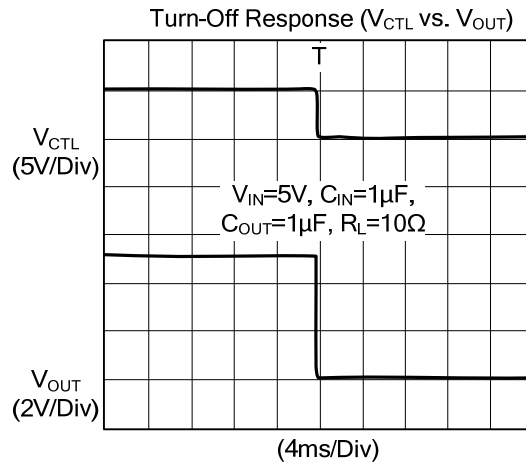 Turn-Off Response (VCTL vs. VOUT)
T
VCTL
(5V/Div)
VIN=5V, CIN=1µF,
COUT=1µF, RL=10Ω
VOUT
(2V/Div)
(4ms/Div)